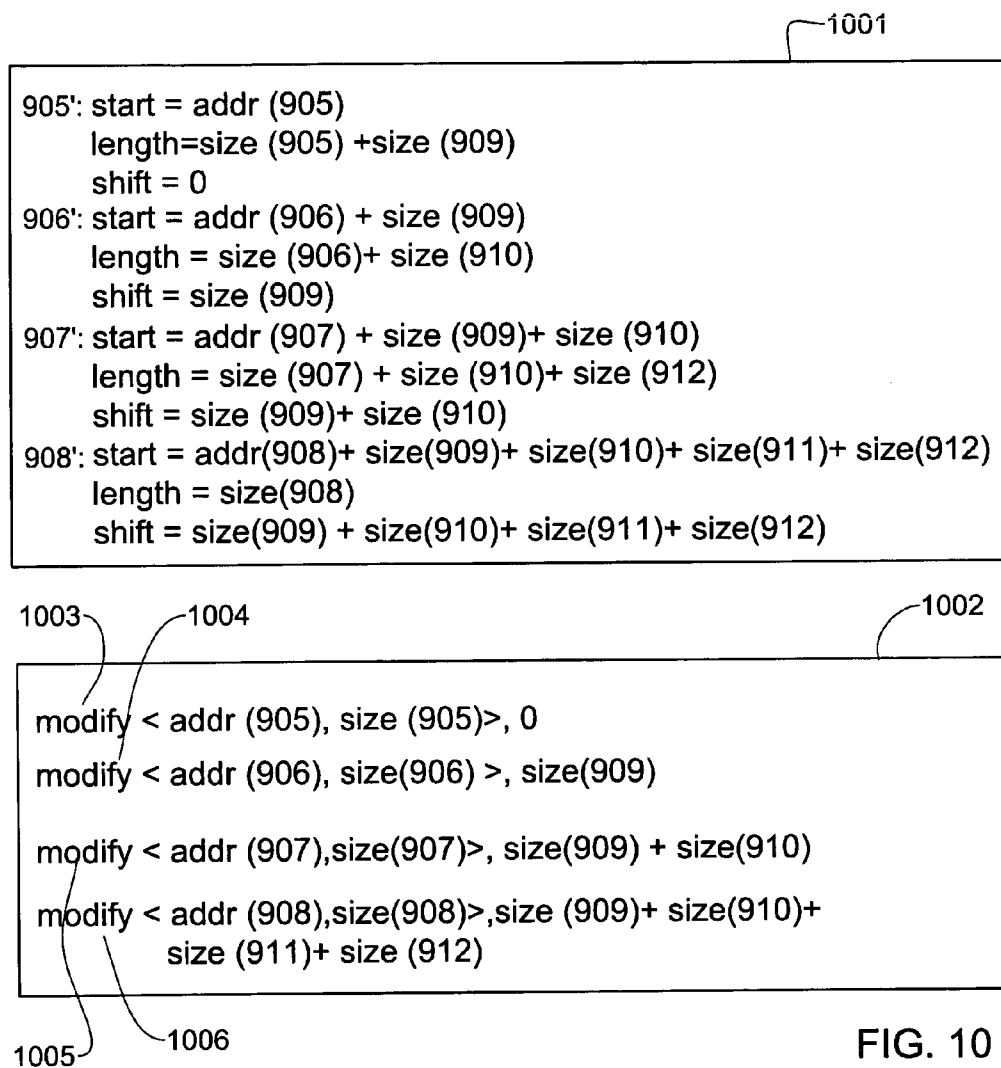 1001
905': start = addr (905)
length=size (905) +size (909)
shift = 0
906': start = addr (906) + size (909)
length = size (906)+ size (910)
shift = size (909)
907': start = addr (907) + size (909)+ size (910)
length = size (907) + size (910)+ size (912)
shift = size (909)+ size (910)
908': start = addr(908)+ size(909)+ size(910)+ size(911)+ size(912)
length = size(908)
shift = size(909) + size(910)+ size(911)+ size(912)
1003 1004 1002
modify < addr (905), size (905)>, 0
modify < addr (906), size(906) >, size(909)
modify < addr (907),size(907)>, size(909) + size(910)
modify < addr (908),size(908)>,size (909)+ size(910)+
size (911)+ size (912)
1005 1006
FIG. 10